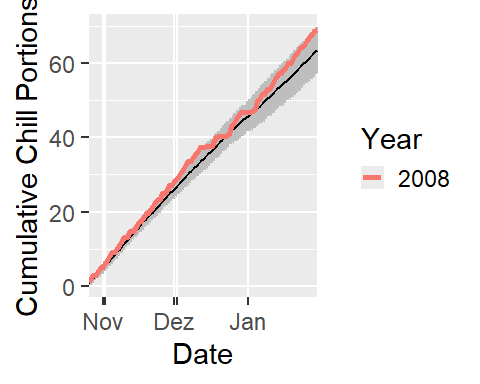 Cumulative Chill Portions
60
40
20
0
Nov Dez Jan
Date
Year
2008